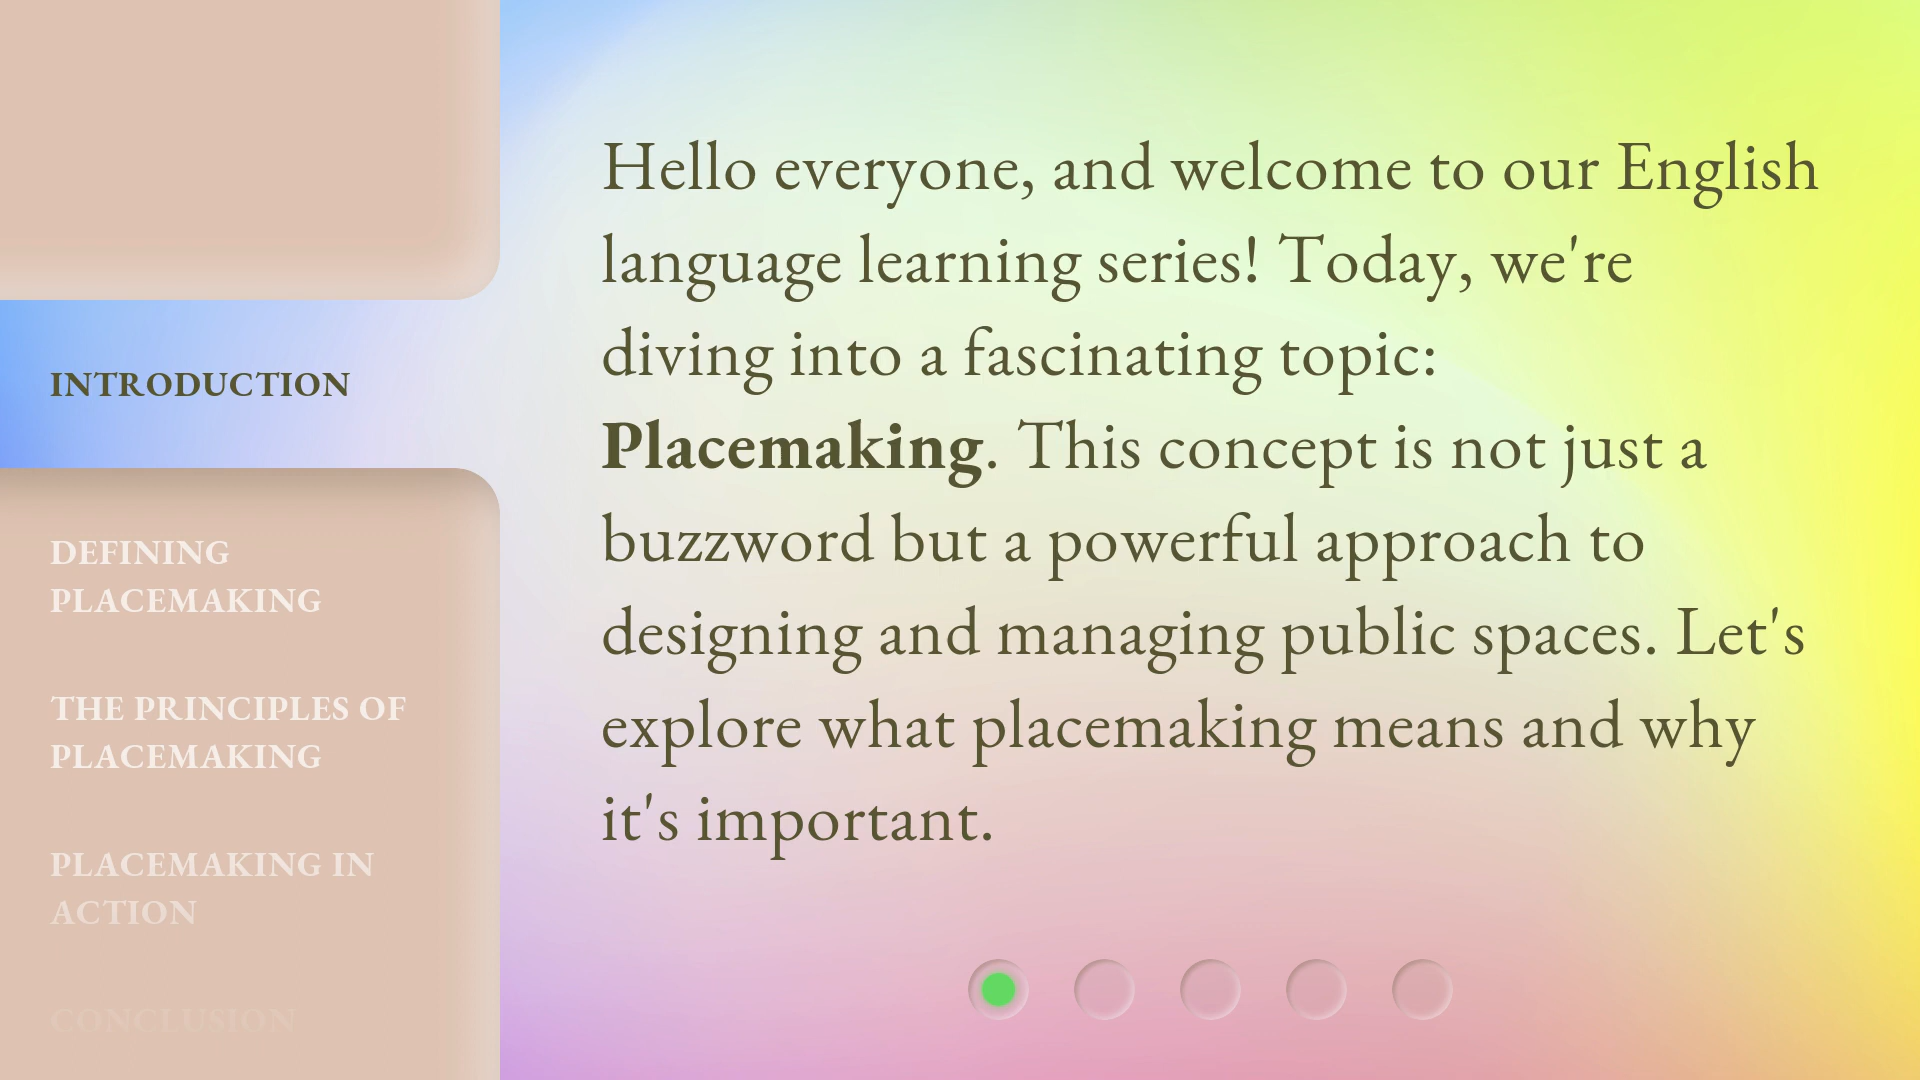 INTRODUCTION
DEFINING
PLACEMAKING
THE PRINCIPLES OF
PLACEMAKING
PLACEMAKING IN
ACTION
CONCLUSION
Hello everyone, and welcome to our English
language learning series! Today, we're
diving into a fascinating topic:
Placemaking. This concept is not just a
buzzword but a powerful approach to
designing and managing public spaces. Let's
explore what placemaking means and why
it's important.